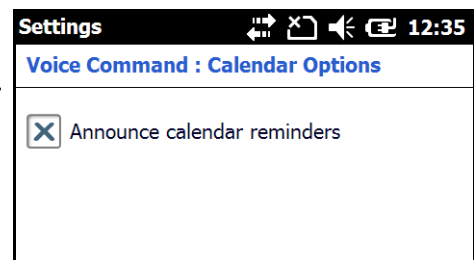 Settings 12:35
Voice Command : Calendar Options
Announce calendar reminders